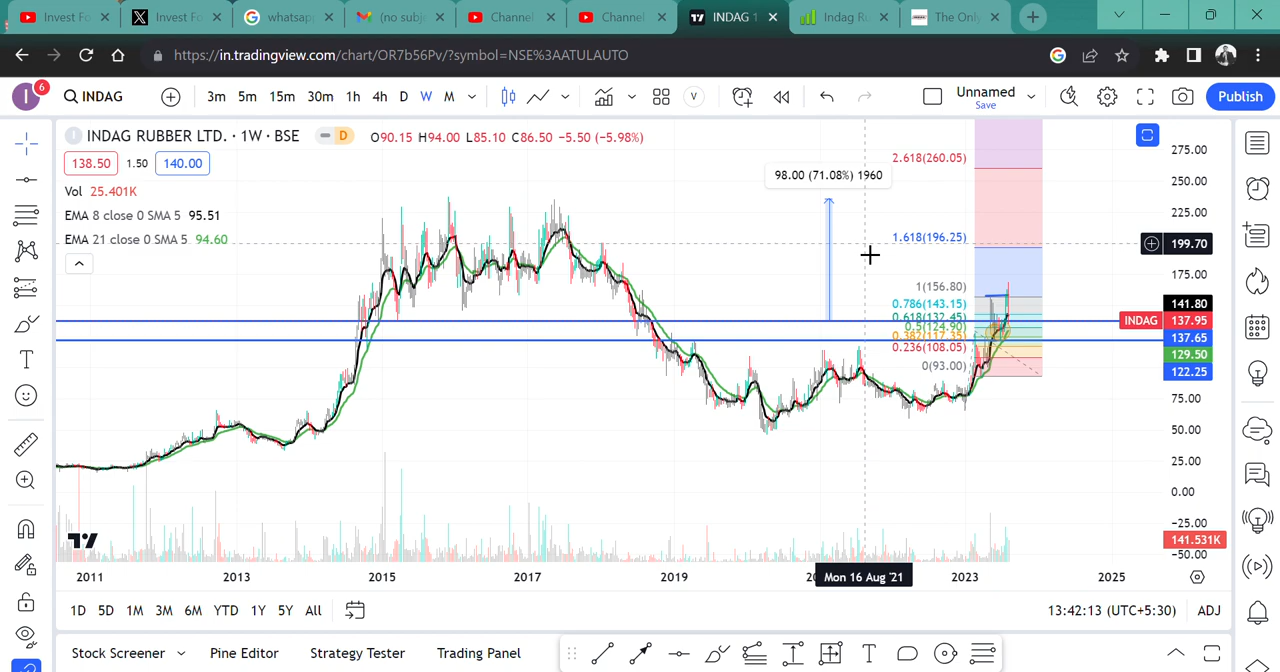 Invest Fo
Invest Fo
whatsapp
(no subj
Channel
Channel
INDAG 1
Indag Ru
The Only
https://in.tradingview.com/chart/OR7b56Pv/?symbol=NSE%3AATULAUTO
I 6 INDAG 3m 5m 15m 30m 1h 4h D W M V Unnamed Save Publish
I INDAG RUBBER LTD. · 1W · BSE D O90.15 H94.00 L85.10 C86.50 -5.50 (-5.98%)
138.50 1.50 140.00
Vol 25.401K
EMA 8 close 0 SMA 5 95.51
EMA 21 close 0 SMA 5 94.60
98.00 (71.08%) 1960
2.618(260.05)
1.618(196.25)
1(156.80)
0.786(143.15)
0.618(132.45)
0.5(124.90)
0.382(117.35)
0.236(108.05)
0(93.00)
275.00
250.00
225.00
199.70
175.00
141.80
INDAG 137.95
137.65
129.50
122.25
75.00
50.00
25.00
0.00
-25.00
141.531K
-50.00
2011 2013 2015 2017 2019 Mon 16 Aug '21 2023 2025
1D 5D 1M 3M 6M YTD 1Y 5Y All 13:42:13 (UTC+5:30) ADJ
Stock Screener Pine Editor Strategy Tester Trading Panel